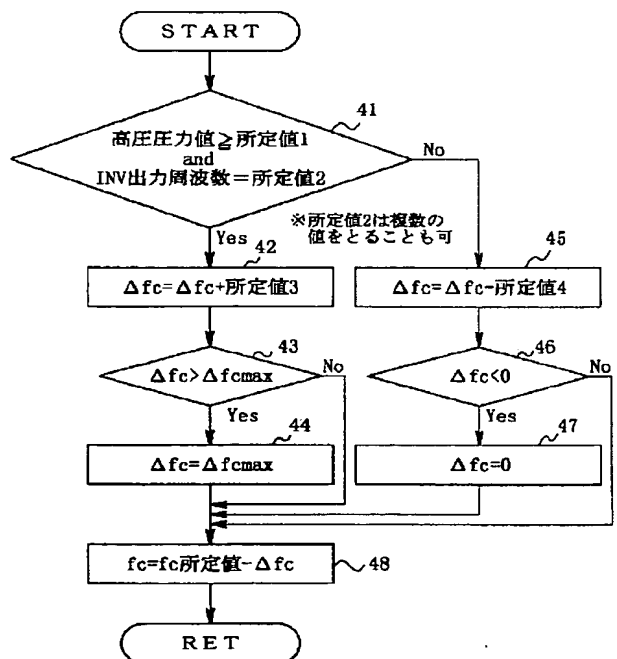 START
41
高圧圧力値≧所定値1
and
INV出力周波数=所定値2
No
Yes
※所定値2は複数の
値をとることも可
42
Δfc=Δfc+所定値3
45
Δfc=Δfc-所定値4
43
Δfc>Δfcmax
No
Yes
46
Δfc<0
No
Yes
44
Δfc=Δfcmax
47
Δfc=0
fc=fc所定値-Δfc
48
RET